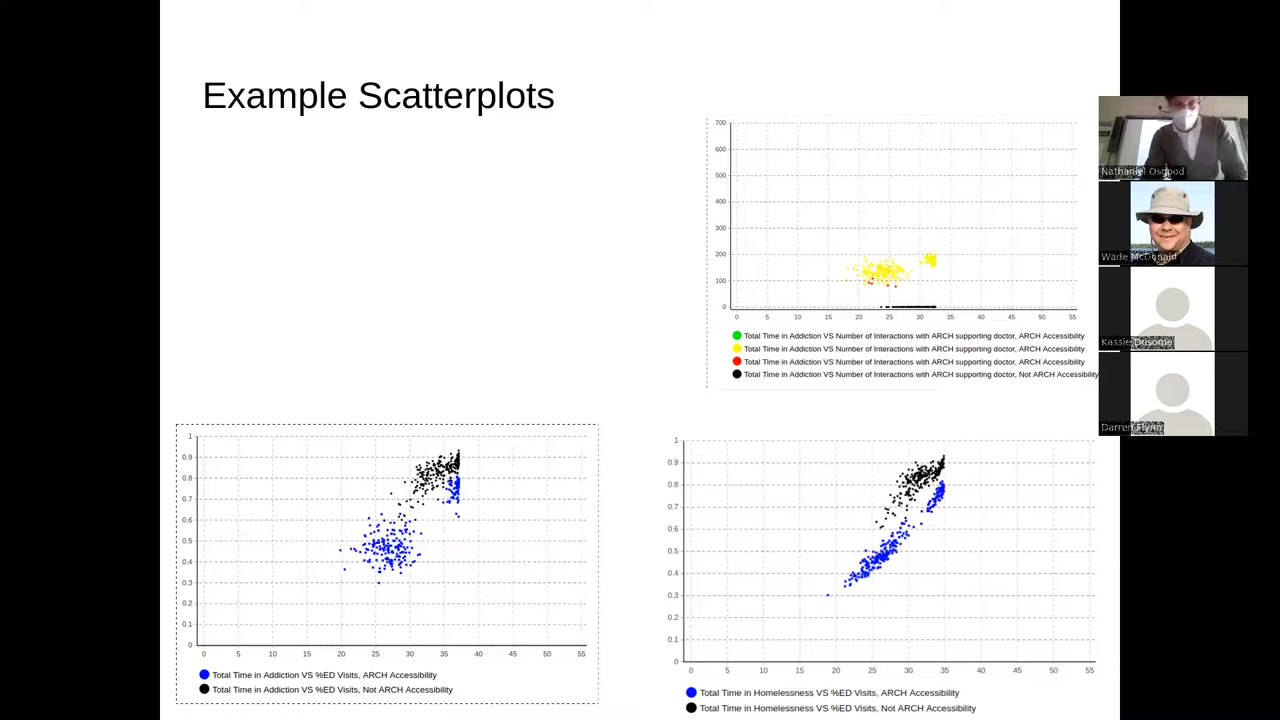 Example Scatterplots
700
600
500
400
300
200
100
0
0 5 10 15 20 25 30 35 40 45 50 55
Total Time in Addiction VS Number of Interactions with ARCH supporting doctor, ARCH Accessibility
Total Time in Addiction VS Number of Interactions with ARCH supporting doctor, ARCH Accessibility
Total Time in Addiction VS Number of Interactions with ARCH supporting doctor, ARCH Accessibility
Total Time in Addiction VS Number of Interactions with ARCH supporting doctor, Not ARCH Accessibility
Nathaniel Osgood
Wade McDonald
Kassie Dusome
Darren Flynn
1
0.9
0.8
0.7
0.6
0.5
0.4
0.3
0.2
0.1
0
0 5 10 15 20 25 30 35 40 45 50 55
Total Time in Addiction VS %ED Visits, ARCH Accessibility
Total Time in Addiction VS %ED Visits, Not ARCH Accessibility
1
0.9
0.8
0.7
0.6
0.5
0.4
0.3
0.2
0.1
0
0 5 10 15 20 25 30 35 40 45 50 55
Total Time in Homelessness VS %ED Visits, ARCH Accessibility
Total Time in Homelessness VS %ED Visits, Not ARCH Accessibility